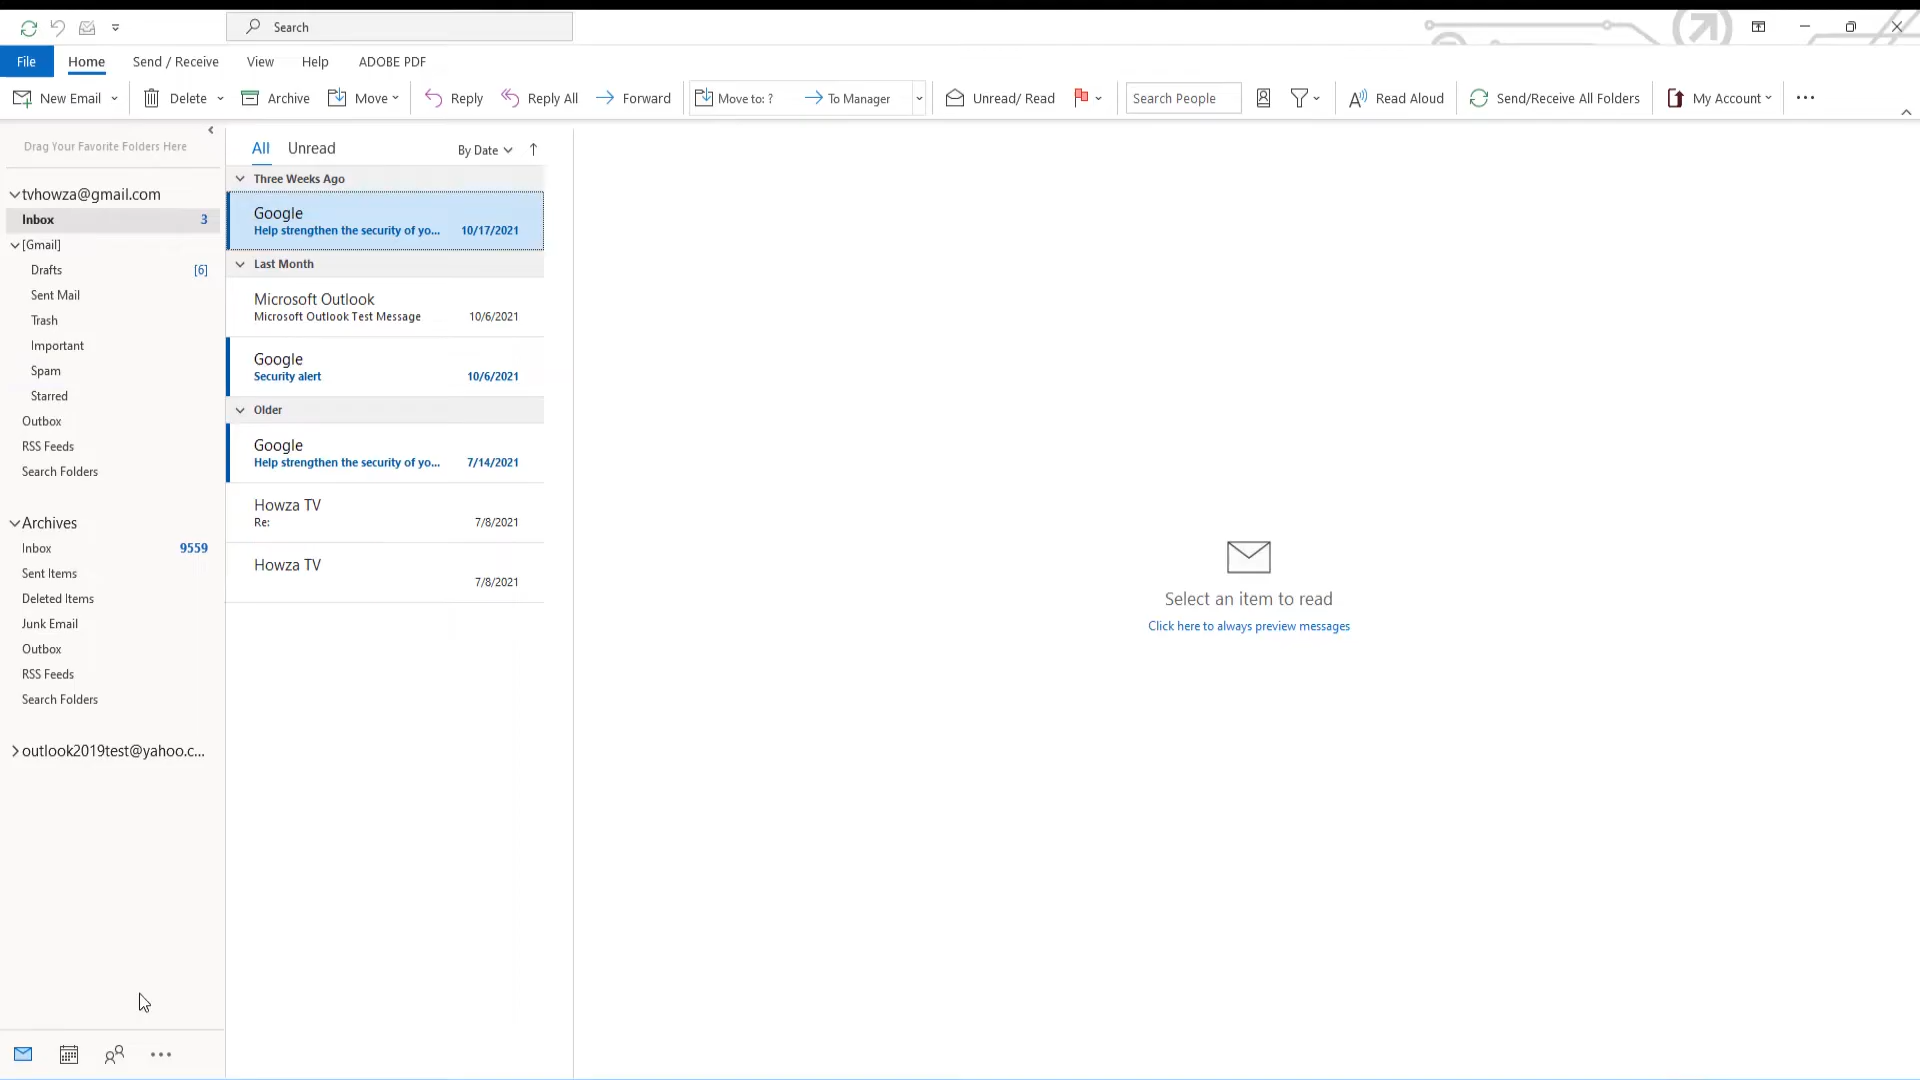 Search
File
Home
Send / Receive
View
Help
ADOBE PDF
New Email
Delete
Archive
Move
Reply
Reply All
Forward
Move to: ?
To Manager
Unread/ Read
Search People
Read Aloud
Send/Receive All Folders
My Account
Drag Your Favorite Folders Here
tvhowza@gmail.com
Inbox 3
[Gmail]
Drafts [6]
Sent Mail
Trash
Important
Spam
Starred
Outbox
RSS Feeds
Search Folders
Archives
Inbox 9559
Sent Items
Deleted Items
Junk Email
Outbox
RSS Feeds
Search Folders
outlook2019test@yahoo.c...
All Unread By Date
Three Weeks Ago
Google
Help strengthen the security of yo... 10/17/2021
Last Month
Microsoft Outlook
Microsoft Outlook Test Message 10/6/2021
Google
Security alert 10/6/2021
Older
Google
Help strengthen the security of yo... 7/14/2021
Howza TV
Re: 7/8/2021
Howza TV
7/8/2021
Select an item to read
Click here to always preview messages